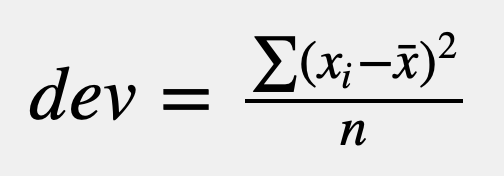 dev = ∑(xᵢ−x̄)² / n